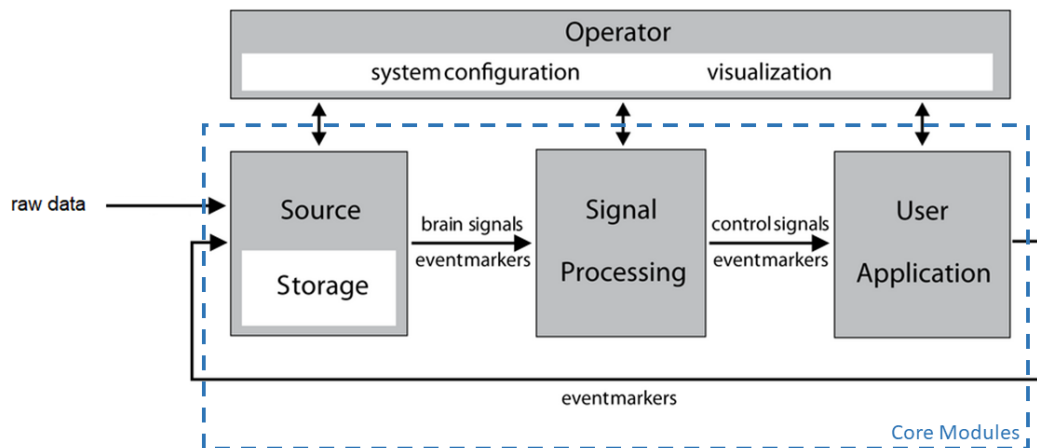 Operator
system configuration visualization
raw data
Source
Storage
brain signals
eventmarkers
Signal
Processing
control signals
eventmarkers
User
Application
eventmarkers
Core Modules